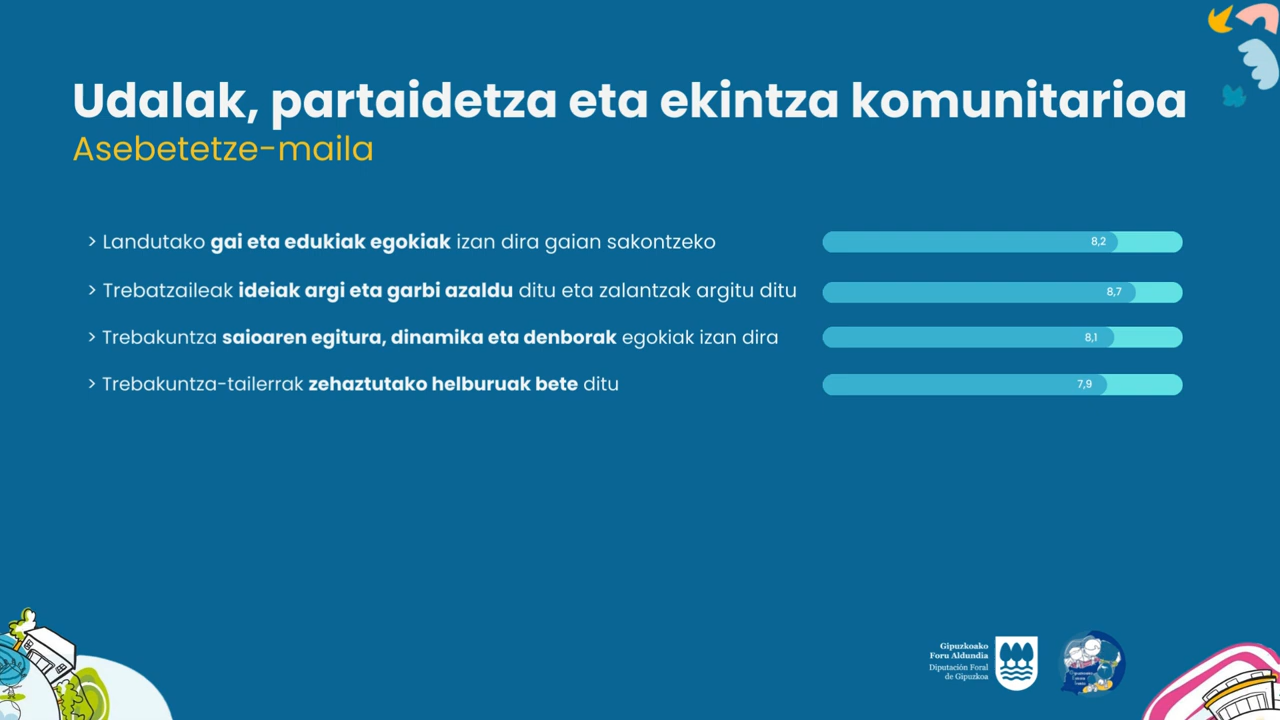 Udalak, partaidetza eta ekintza komunitarioa
Asebetetze-maila
> Landutako gai eta edukiak egokiak izan dira gaian sakontzeko
8,2
> Trebatzaileak ideiak argi eta garbi azaldu ditu eta zalantzak argitu ditu
8,7
> Trebakuntza saioaren egitura, dinamika eta denborak egokiak izan dira
8,1
> Trebakuntza-tailerrak zehaztutako helburuak bete ditu
7,9
Gipuzkoako
Foru Aldundia
Diputación Foral
de Gipuzkoa